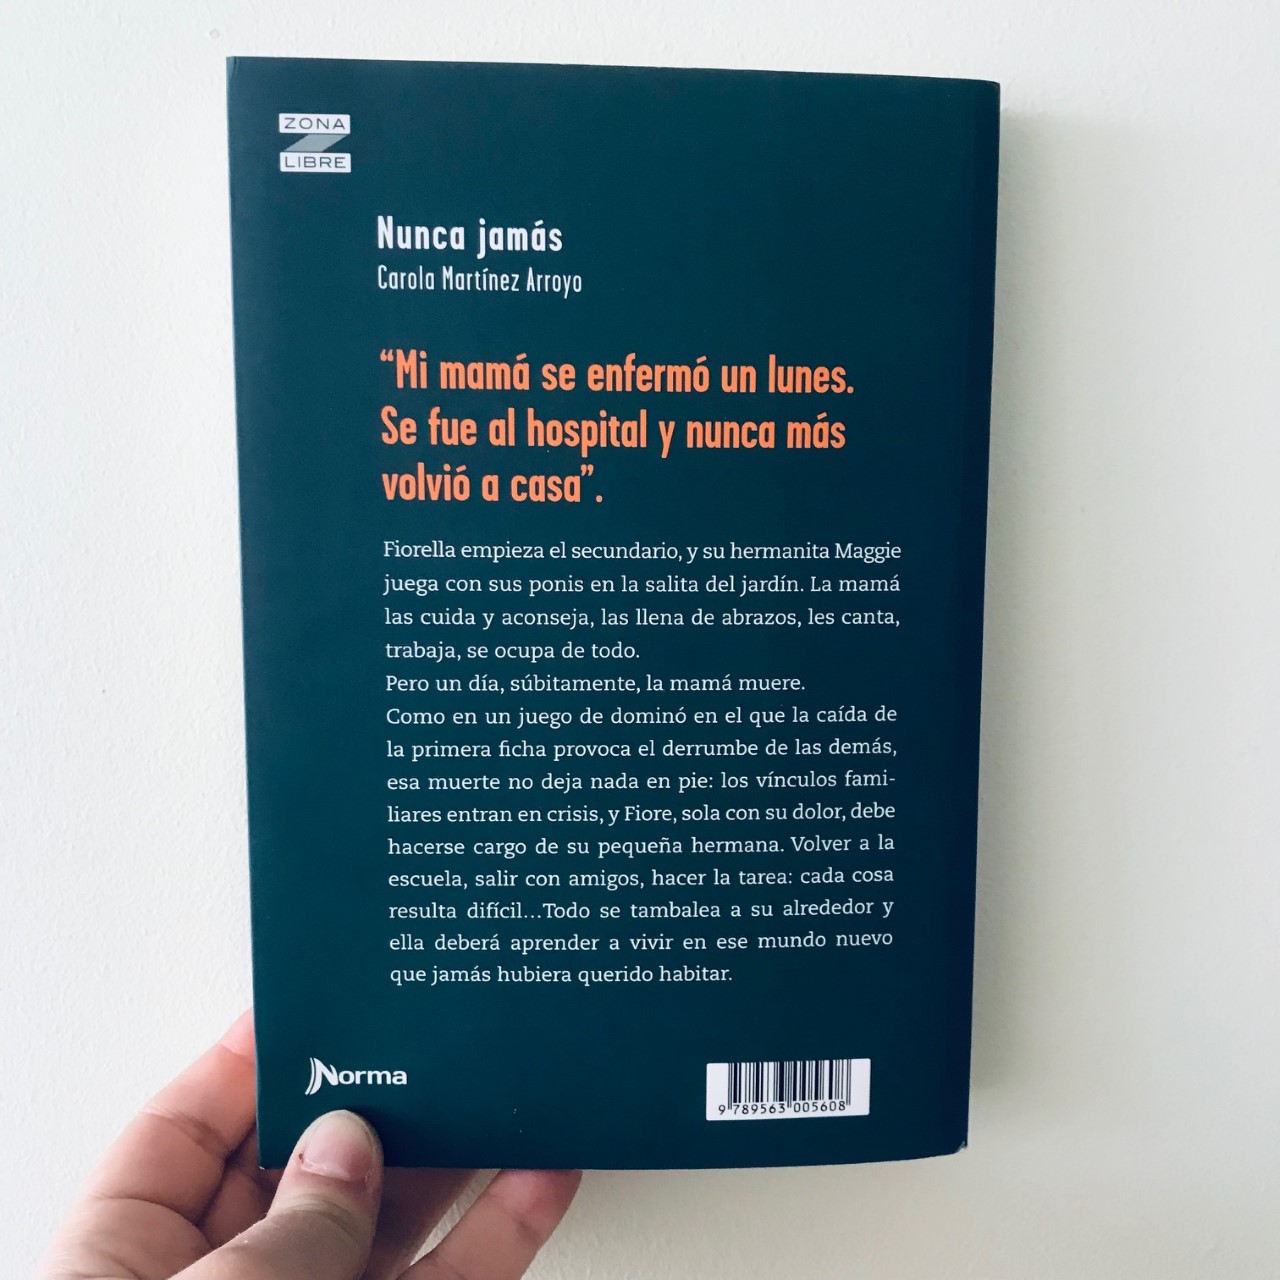 ZONA
LIBRE
Nunca jamás
Carola Martínez Arroyo
“Mi mamá se enfermó un lunes.
Se fue al hospital y nunca más
volvió a casa”.
Fiorella empieza el secundario, y su hermanita Maggie
juega con sus ponis en la salita del jardín. La mamá
las cuida y aconseja, las llena de abrazos, les canta,
trabaja, se ocupa de todo.
Pero un día, súbitamente, la mamá muere.
Como en un juego de dominó en el que la caída de
la primera ficha provoca el derrumbe de las demás,
esa muerte no deja nada en pie: los vínculos fami-
liares entran en crisis, y Fiore, sola con su dolor, debe
hacerse cargo de su pequeña hermana. Volver a la
escuela, salir con amigos, hacer la tarea: cada cosa
resulta difícil...Todo se tambalea a su alrededor y
ella deberá aprender a vivir en ese mundo nuevo
que jamás hubiera querido habitar.
Norma
9 789563 005608